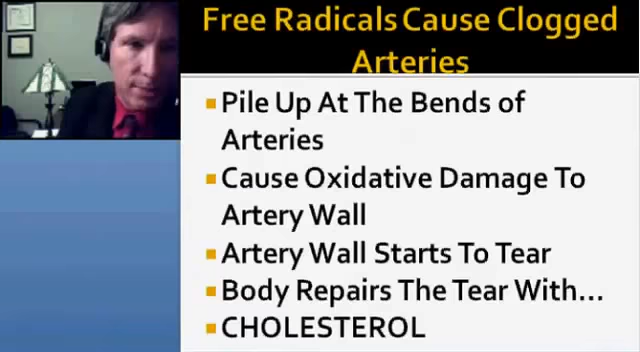 Free Radicals Cause Clogged
Arteries
Pile Up At The Bends of
Arteries
Cause Oxidative Damage To
Artery Wall
Artery Wall Starts To Tear
Body Repairs The Tear With...
CHOLESTEROL